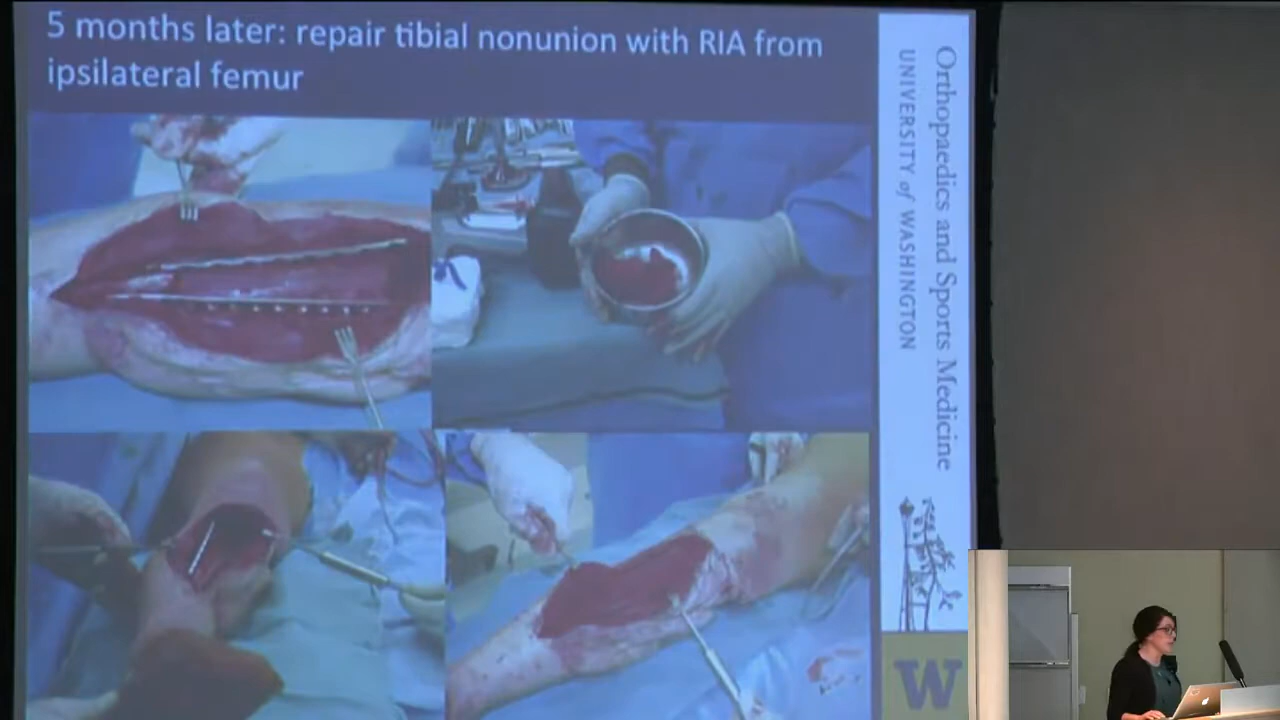 5 months later: repair tibial nonunion with RIA from
ipsilateral femur
Orthopaedics and Sports Medicine
UNIVERSITY of WASHINGTON
W